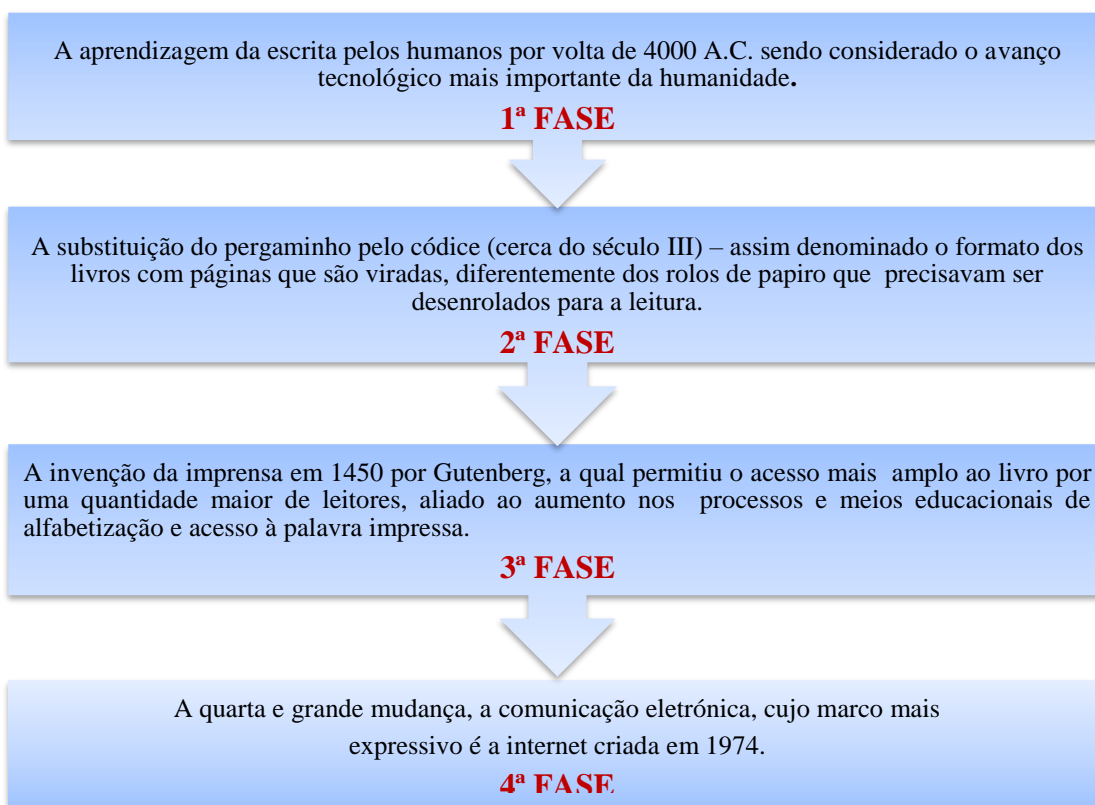 A aprendizagem da escrita pelos humanos por volta de 4000 A.C. sendo considerado o avanço
tecnológico mais importante da humanidade.
1ª FASE
A substituição do pergaminho pelo códice (cerca do século III) – assim denominado o formato dos
livros com páginas que são viradas, diferentemente dos rolos de papiro que precisavam ser
desenrolados para a leitura.
2ª FASE
A invenção da imprensa em 1450 por Gutenberg, a qual permitiu o acesso mais amplo ao livro por
uma quantidade maior de leitores, aliado ao aumento nos processos e meios educacionais de
alfabetização e acesso à palavra impressa.
3ª FASE
A quarta e grande mudança, a comunicação eletrónica, cujo marco mais
expressivo é a internet criada em 1974.
4ª FASE